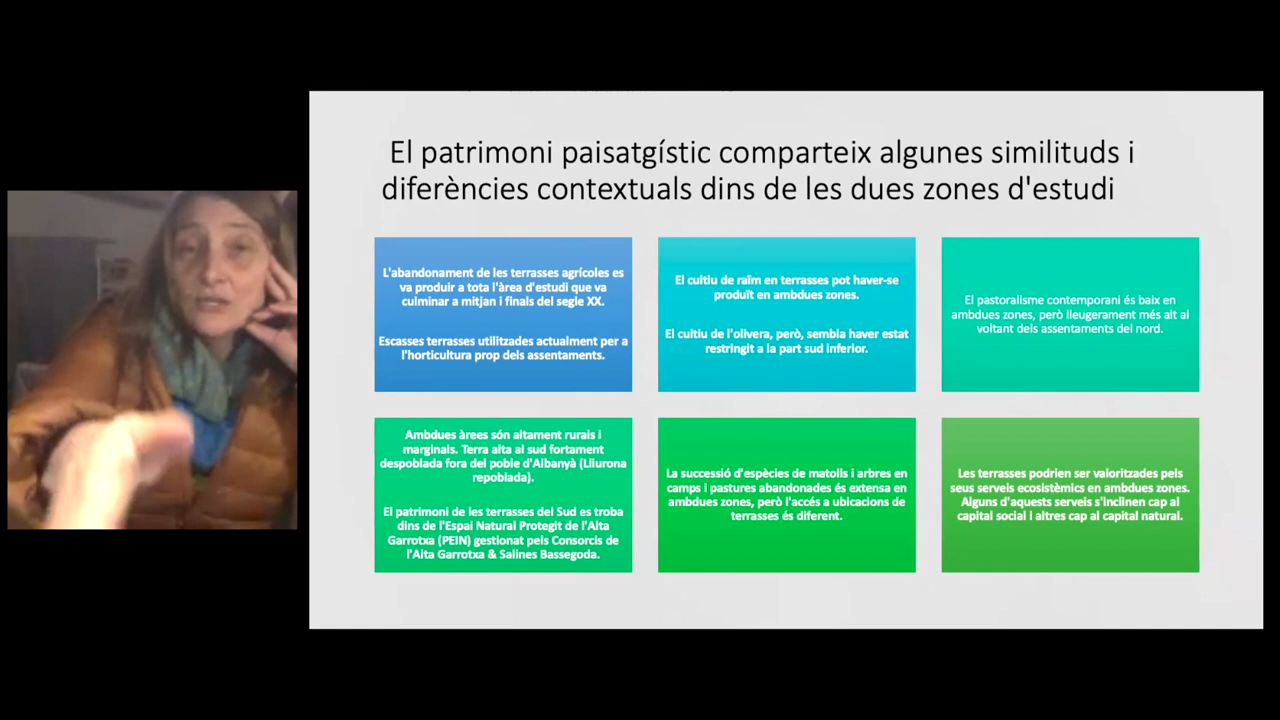 El patrimoni paisatgístic comparteix algunes similituds i
diferències contextuals dins de les dues zones d'estudi
L'abandonament de les terrasses agrícoles es
va produir a tota l'àrea d'estudi que va
culminar a mitjan i finals del segle XX.
Escasses terrasses utilitzades actualment per a
l'horticultura prop dels assentaments.
El cultiu de raïm en terrasses pot haver-se
produït en ambdues zones.
El cultiu de l'olivera, però, sembla haver estat
restringit a la part sud inferior.
El pastoralisme contemporani és baix en
ambdues zones, però lleugerament més alt al
voltant dels assentaments del nord.
Ambdues àrees són altament rurals i
marginals. Terra alta al sud fortament
despoblada fora del poble d'Albanyà (Lliurona
repoblada).
El patrimoni de les terrasses del Sud es troba
dins de l'Espai Natural Protegit de l'Alta
Garrotxa (PEIN) gestionat pels Consorcis de
l'Alta Garrotxa & Salines Bassegoda.
La successió d'espècies de matolls i arbres en
camps i pastures abandonades és extensa en
ambdues zones, però l'accés a ubicacions de
terrasses és diferent.
Les terrasses podrien ser valoritzades pels
seus serveis ecosistèmics en ambdues zones.
Alguns d'aquests serveis s'inclinen cap al
capital social i altres cap al capital natural.